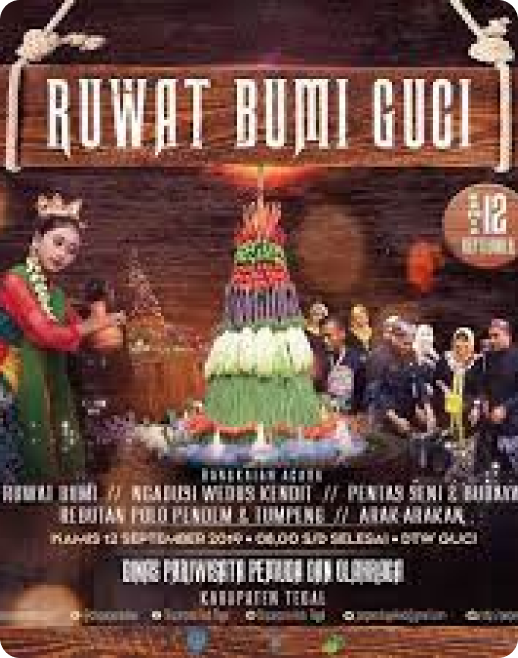 RUWAT BUMI GUCI
12
SEPTEMBER
RANGKAIAN ACARA
RUWAT BUMI // NGADUSI WEDUS KENDIT // PENTAS SENI & BUDAYA
REBUTAN POLO PENDEM & TUMPENG // ARAK ARAKAN
KAMIS 12 SEPTEMBER 2019 • 08,00 S/D SELESAI • DTW GUCI
DINAS PARIWISATA PEMUDA DAN OLAHRAGA
KABUPATEN TEGAL